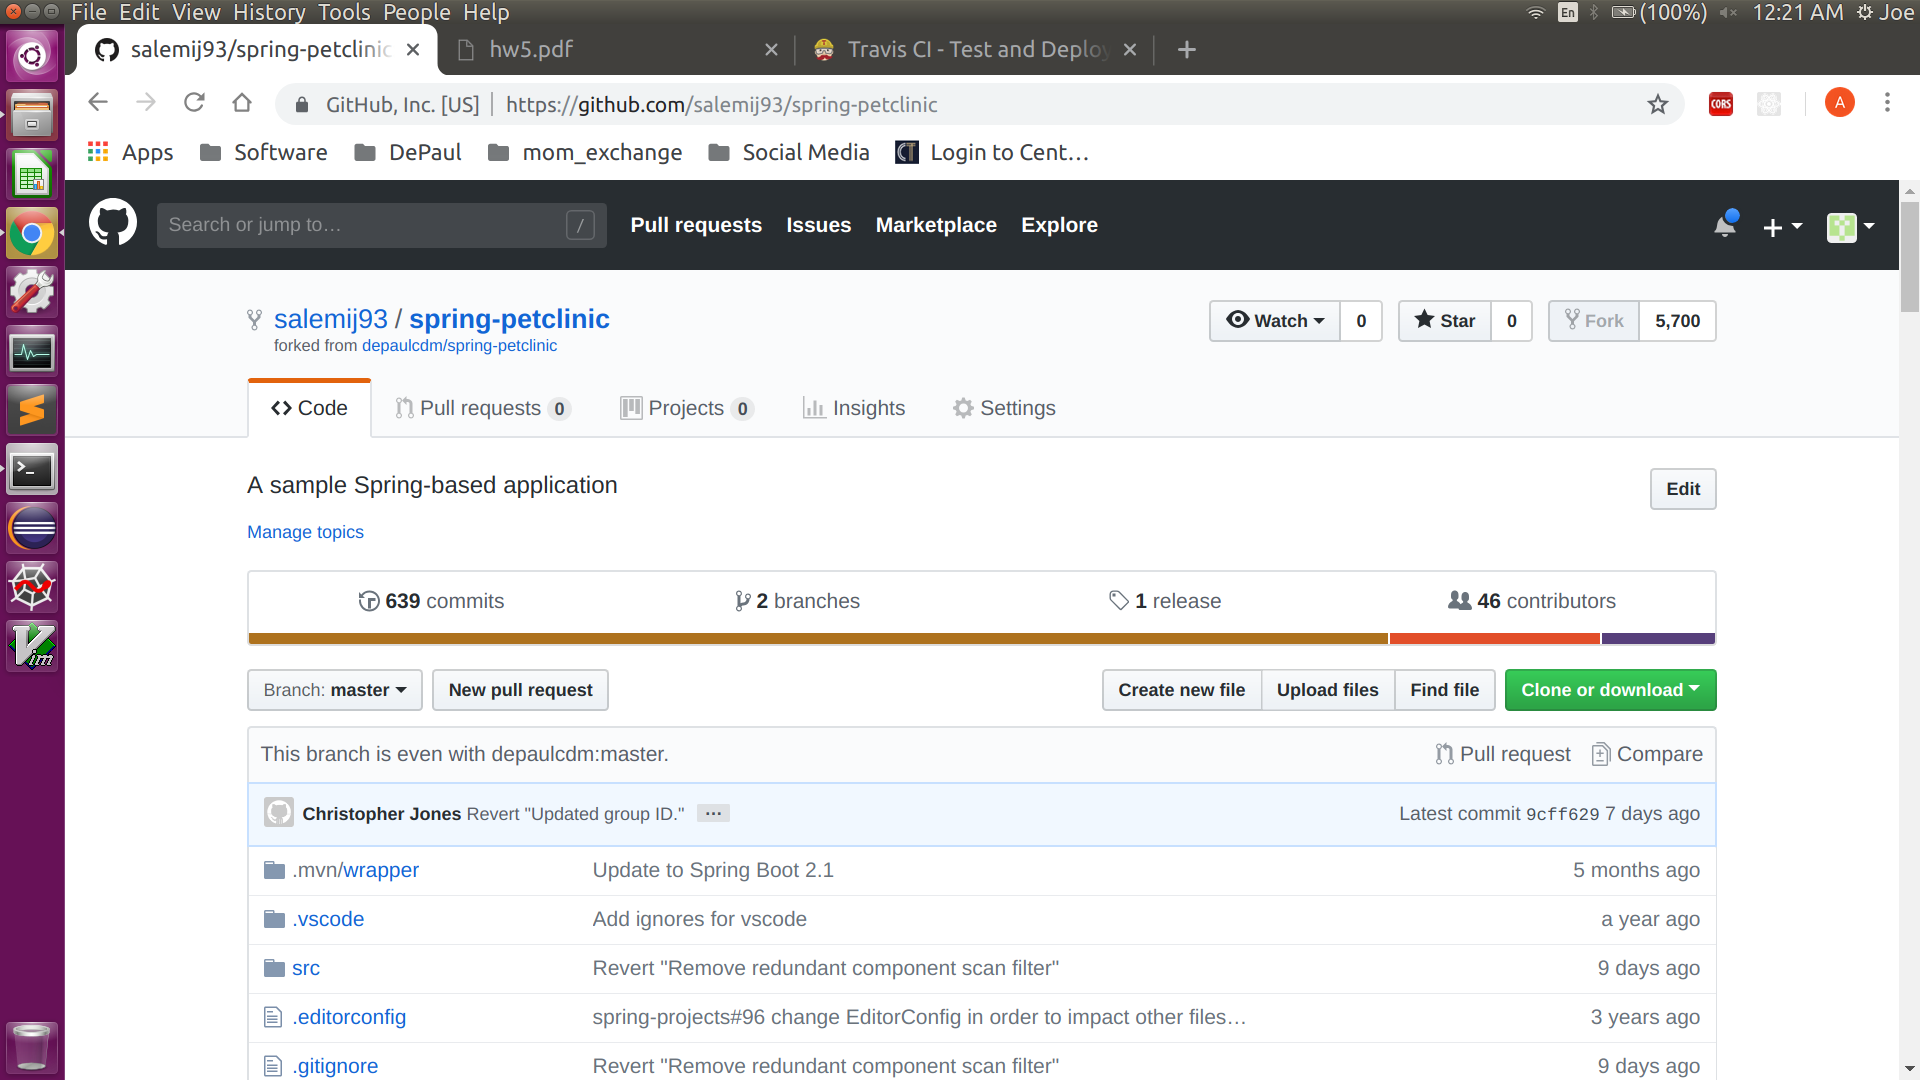 File Edit View History Tools People Help
En (100%) 12:21 AM Joe
salemij93/spring-petclinic hw5.pdf Travis CI - Test and Deploy
GitHub, Inc. [US] https://github.com/salemij93/spring-petclinic CORS A
Apps Software DePaul mom_exchange Social Media CT Login to Cent…
Search or jump to… / Pull requests Issues Marketplace Explore
salemij93 / spring-petclinic Watch 0 Star 0 Fork 5,700
forked from depaulcdm/spring-petclinic
Code Pull requests 0 Projects 0 Insights Settings
A sample Spring-based application Edit
Manage topics
639 commits 2 branches 1 release 46 contributors
Branch: master New pull request Create new file Upload files Find file Clone or download
This branch is even with depaulcdm:master. Pull request Compare
Christopher Jones Revert "Updated group ID." … Latest commit 9cff629 7 days ago
.mvn/wrapper Update to Spring Boot 2.1 5 months ago
.vscode Add ignores for vscode a year ago
src Revert "Remove redundant component scan filter" 9 days ago
.editorconfig spring-projects#96 change EditorConfig in order to impact other files… 3 years ago
.gitignore Revert "Remove redundant component scan filter" 9 days ago
Vim